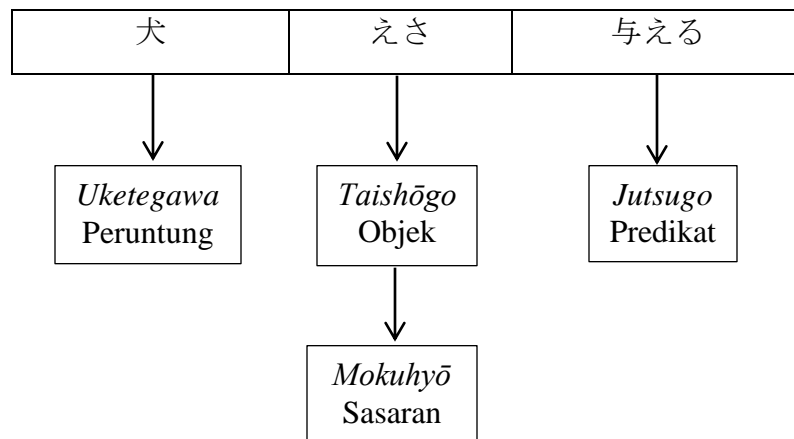 犬 えさ 与える
Uketegawa
Peruntung
Taishōgo
Objek
Jutsugo
Predikat
Mokuhyō
Sasaran